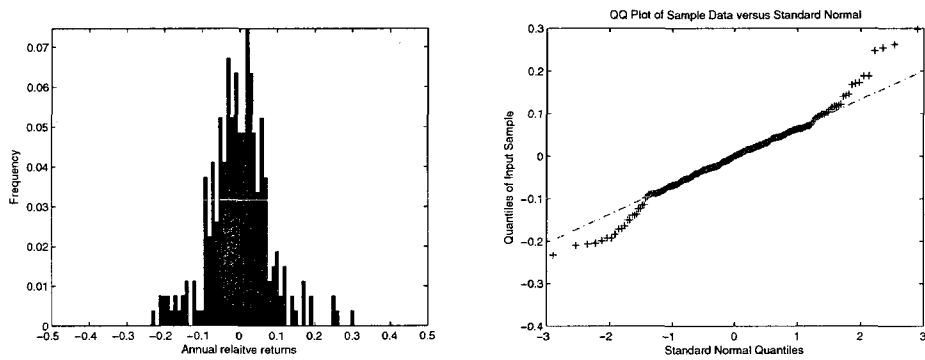 QQ Plot of Sample Data versus Standard Normal
Frequency
0.07
0.06
0.05
0.04
0.03
0.02
0.01
0
-0.5 -0.4 -0.3 -0.2 -0.1 0 0.1 0.2 0.3 0.4 0.5
Annual relaitve returns
Quantiles of Input Sample
0.3
0.2
0.1
0
-0.1
-0.2
-0.3
-0.4
-3 -2 -1 0 1 2 3
Standard Normal Quantiles